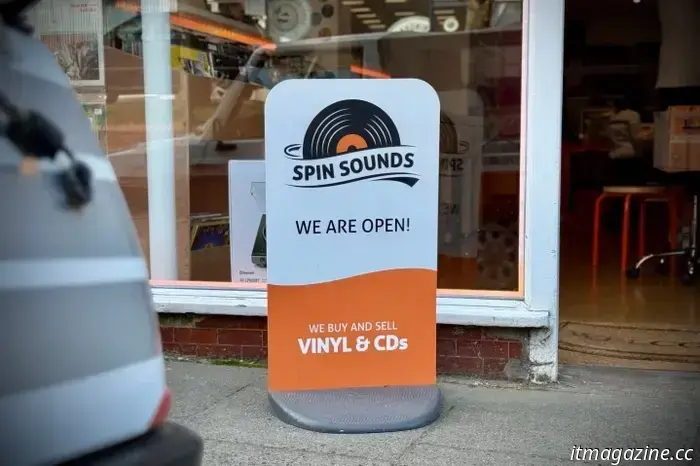 SPIN SOUNDS
WE ARE OPEN!
WE BUY AND SELL
VINYL & CDs
itmagazine.cc